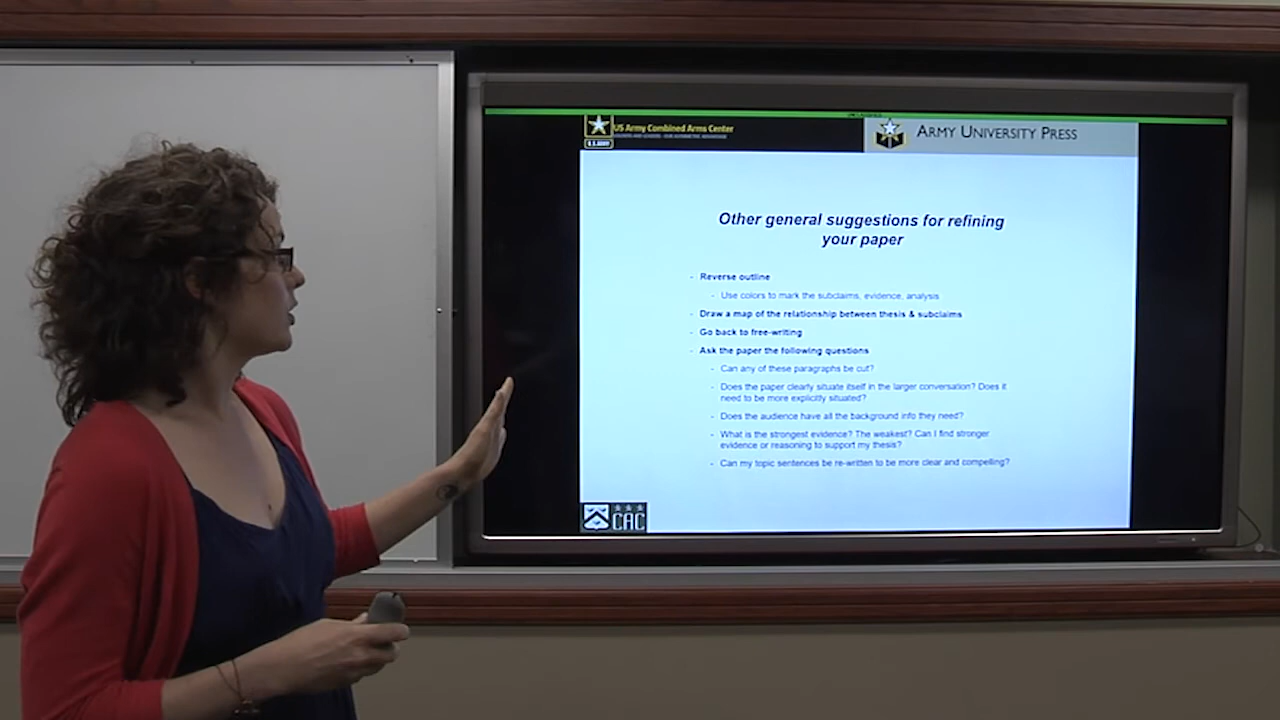 US Army Combined Arms Center
U.S. ARMY
ARMY UNIVERSITY PRESS
Other general suggestions for refining
your paper
- Reverse outline
- Use colors to mark the subclaims, evidence, analysis
- Draw a map of the relationship between thesis & subclaims
- Go back to free-writing
- Ask the paper the following questions
- Can any of these paragraphs be cut?
- Does the paper clearly situate itself in the larger conversation? Does it
need to be more explicitly situated?
- Does the audience have all the background info they need?
- What is the strongest evidence? The weakest? Can I find stronger
evidence or reasoning to support my thesis?
- Can my topic sentences be re-written to be more clear and compelling?
CAC